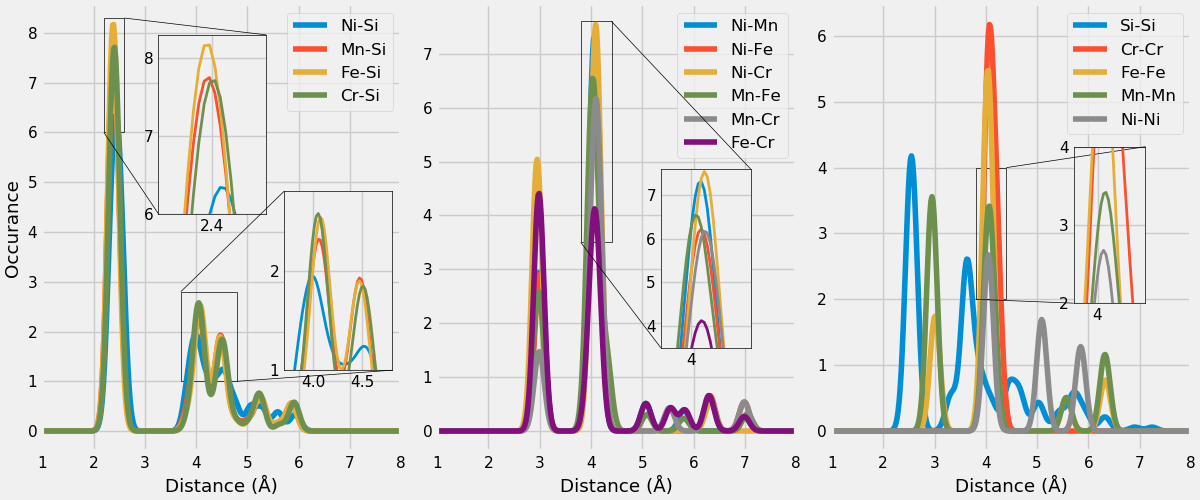 Occurance
8
7
6
5
4
3
2
1
0
1 2 3 4 5 6 7 8
Distance (Å)
Ni-Si
Mn-Si
Fe-Si
Cr-Si
8
7
6
2.4
2
1
4.0 4.5
7
6
5
4
3
2
1
0
1 2 3 4 5 6 7 8
Distance (Å)
Ni-Mn
Ni-Fe
Ni-Cr
Mn-Fe
Mn-Cr
Fe-Cr
7
6
5
4
4
6
5
4
3
2
1
0
1 2 3 4 5 6 7 8
Distance (Å)
Si-Si
Cr-Cr
Fe-Fe
Mn-Mn
Ni-Ni
4
3
2
4